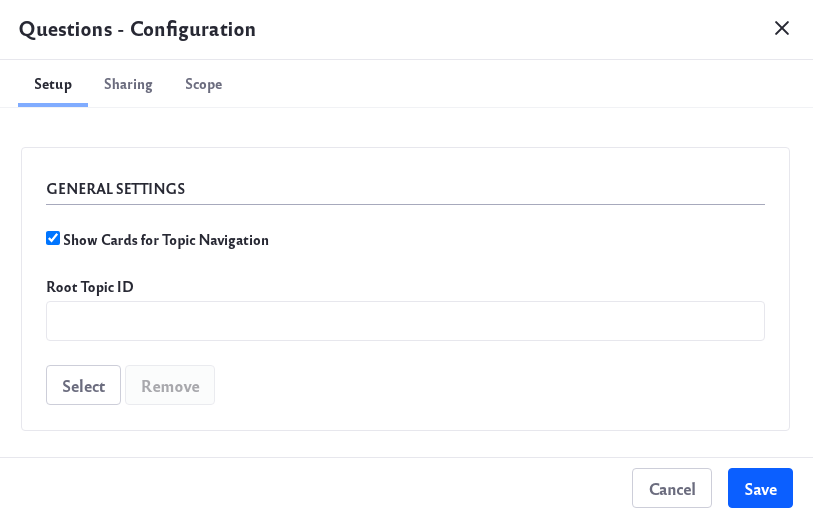 Questions - Configuration
Setup Sharing Scope
GENERAL SETTINGS
Show Cards for Topic Navigation
Root Topic ID
Select Remove
Cancel Save